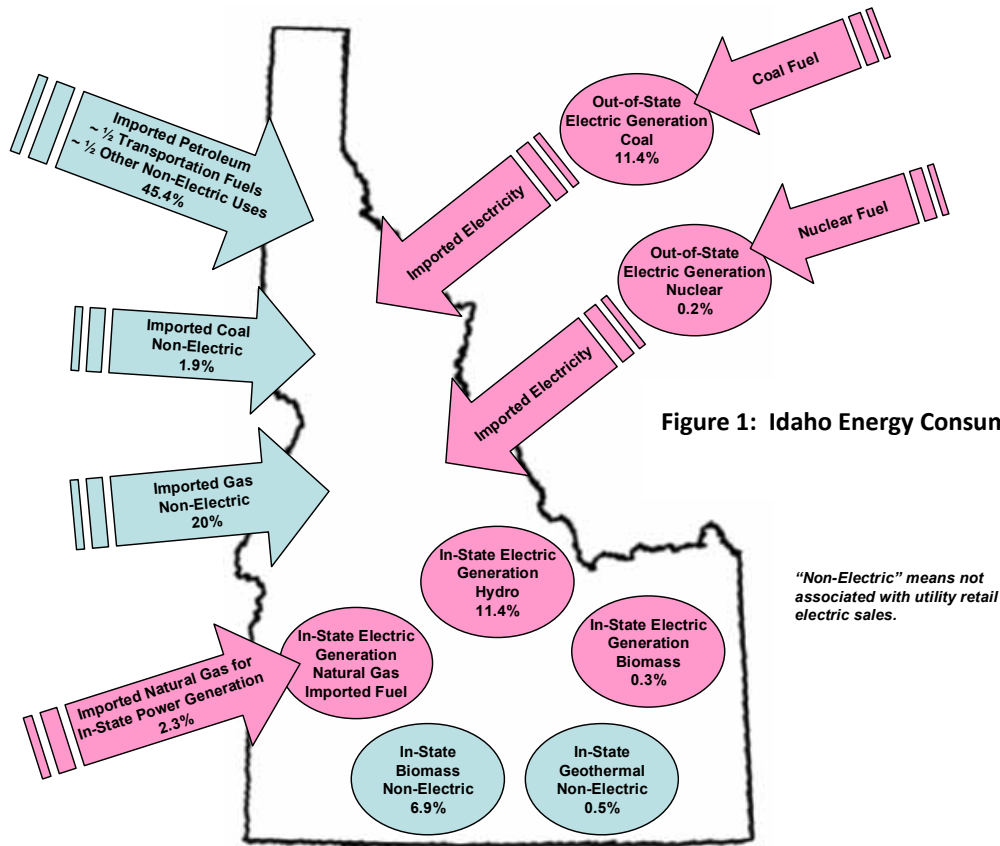 Imported Petroleum
~ ½ Transportation Fuels
~ ½ Other Non-Electric Uses
45.4%
Out-of-State
Electric Generation
Coal
11.4%
Coal Fuel
Imported Electricity
Out-of-State
Electric Generation
Nuclear
0.2%
Nuclear Fuel
Imported Electricity
Imported Coal
Non-Electric
1.9%
Figure 1: Idaho Energy Consum
Imported Gas
Non-Electric
20%
In-State Electric
Generation
Hydro
11.4%
"Non-Electric" means not
associated with utility retail
electric sales.
In-State Electric
Generation
Natural Gas
Imported Fuel
In-State Electric
Generation
Biomass
0.3%
Imported Natural Gas for
In-State Power Generation
2.3%
In-State
Biomass
Non-Electric
6.9%
In-State
Geothermal
Non-Electric
0.5%